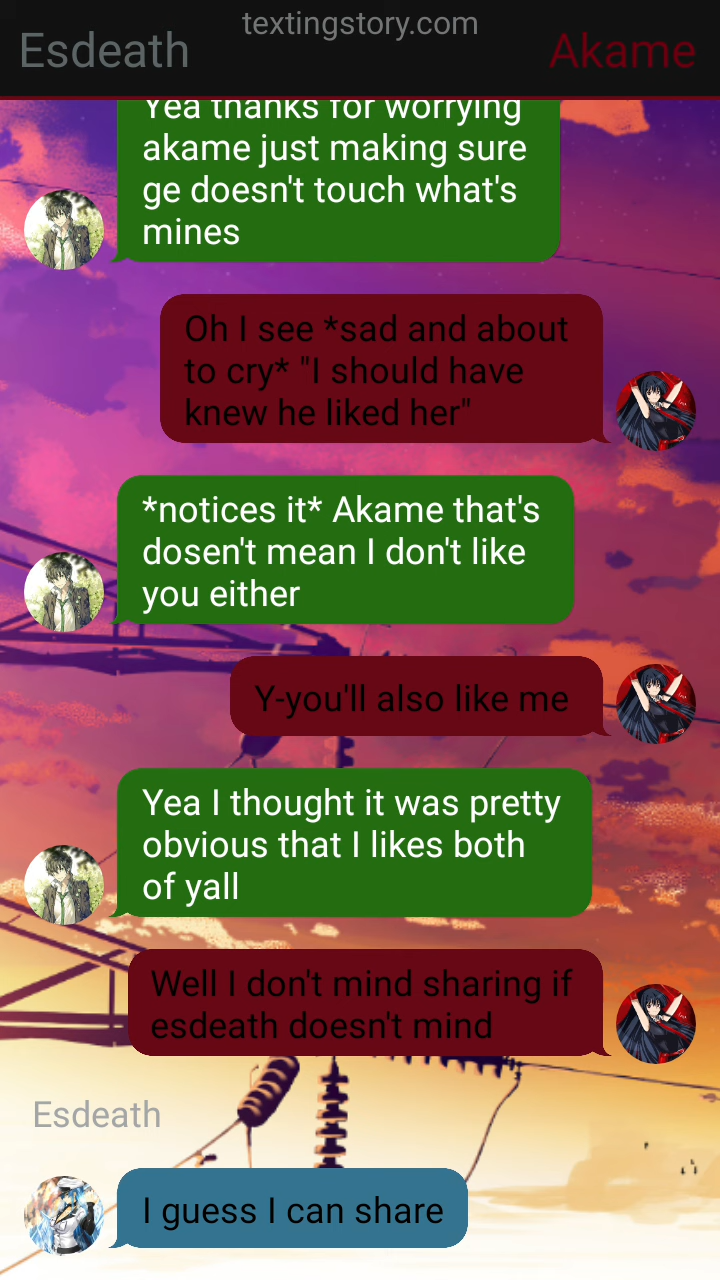 textingstory.com
Esdeath
Akame
Yea thanks for worrying
akame just making sure
ge doesn't touch what's
mines
Oh I see *sad and about
to cry* "I should have
knew he liked her"
*notices it* Akame that's
dosen't mean I don't like
you either
Y-you'll also like me
Yea I thought it was pretty
obvious that I likes both
of yall
Well I don't mind sharing if
esdeath doesn't mind
Esdeath
I guess I can share